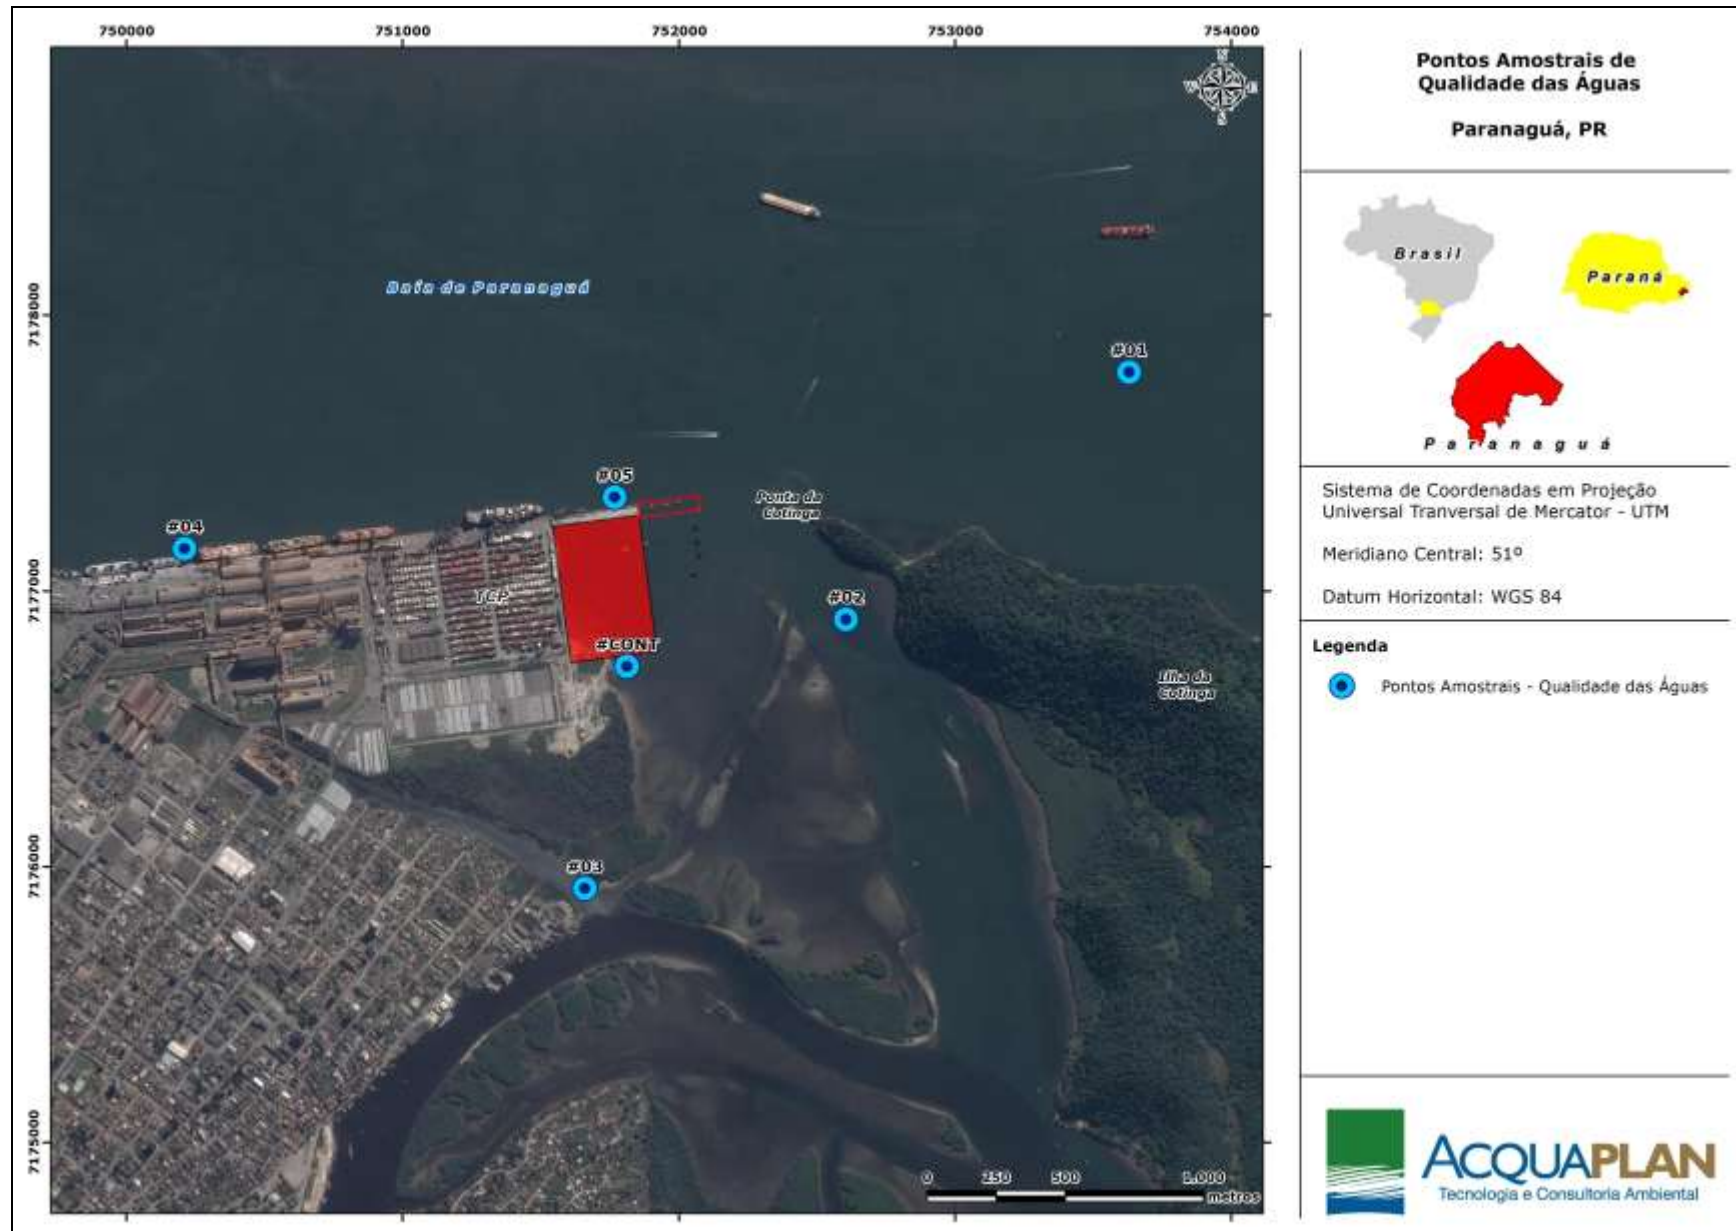 750000
751000
752000
753000
754000
7178000
7177000
7176000
7175000
N
W
E
S
Baía de Paranaguá
#01
#05
Ponta da
Cotinga
#04
TCP
#02
#CONT
Ilha da
Cotinga
#03
0 250 500 1.000
metros
Pontos Amostrais de
Qualidade das Águas
Paranaguá, PR
Brasil
Paraná
Paranaguá
Sistema de Coordenadas em Projeção
Universal Tranversal de Mercator - UTM
Meridiano Central: 51º
Datum Horizontal: WGS 84
Legenda
Pontos Amostrais - Qualidade das Águas
ACQUAPLAN
Tecnologia e Consultoria Ambiental